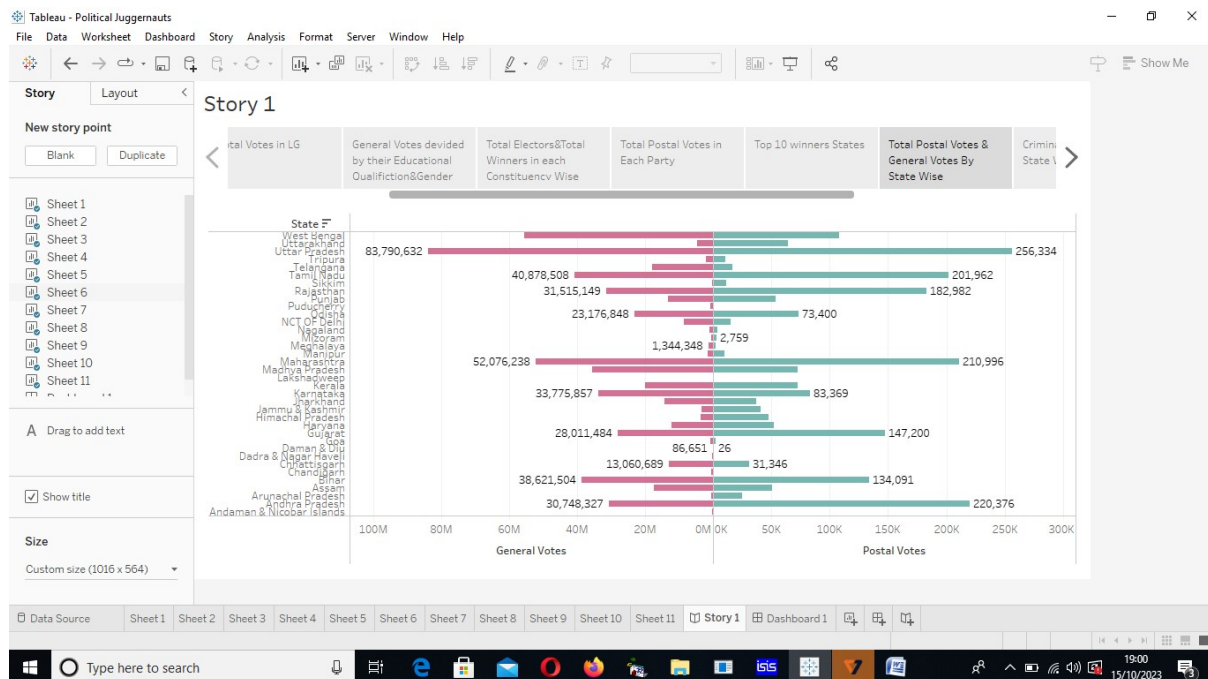 Tableau - Political Juggernauts
File Data Worksheet Dashboard Story Analysis Format Server Window Help
Show Me
Story Layout
New story point
Blank Duplicate
Sheet 1
Sheet 2
Sheet 3
Sheet 4
Sheet 5
Sheet 6
Sheet 7
Sheet 8
Sheet 9
Sheet 10
Sheet 11
A Drag to add text
Show title
Size
Custom size (1016 x 564)
Story 1
tal Votes in LG
General Votes devided
by their Educational
Qualifiction&Gender
Total Electors&Total
Winners in each
Constituency Wise
Total Postal Votes in
Each Party
Top 10 winners States
Total Postal Votes &
General Votes By
State Wise
Crimina
State
State
West Bengal
Uttarakhand
Uttar Pradesh 83,790,632 256,334
Tripura
Telangana
Tamil Nadu 40,878,508 201,962
Sikkim
Rajasthan 31,515,149 182,982
Punjab
Puducherry
Odisha 23,176,848 73,400
NCT OF Delhi
Nagaland
Mizoram 2,759
Meghalaya 1,344,348
Manipur
Maharashtra 52,076,238 210,996
Madhya Pradesh
Lakshadweep
Kerala
Karnataka 33,775,857 83,369
Jharkhand
Jammu & Kashmir
Himachal Pradesh
Haryana
Gujarat 28,011,484 147,200
Goa
Daman & Diu 86,651 26
Dadra & Nagar Haveli
Chhattisgarh 13,060,689 31,346
Chandigarh
Bihar 38,621,504 134,091
Assam
Arunachal Pradesh
Andhra Pradesh 30,748,327 220,376
Andaman & Nicobar Islands
100M 80M 60M 40M 20M 0M 0K 50K 100K 150K 200K 250K 300K
General Votes Postal Votes
Data Source Sheet 1 Sheet 2 Sheet 3 Sheet 4 Sheet 5 Sheet 6 Sheet 7 Sheet 8 Sheet 9 Sheet 10 Sheet 11 Story 1 Dashboard 1
Type here to search
isis
19:00
15/10/2023
3